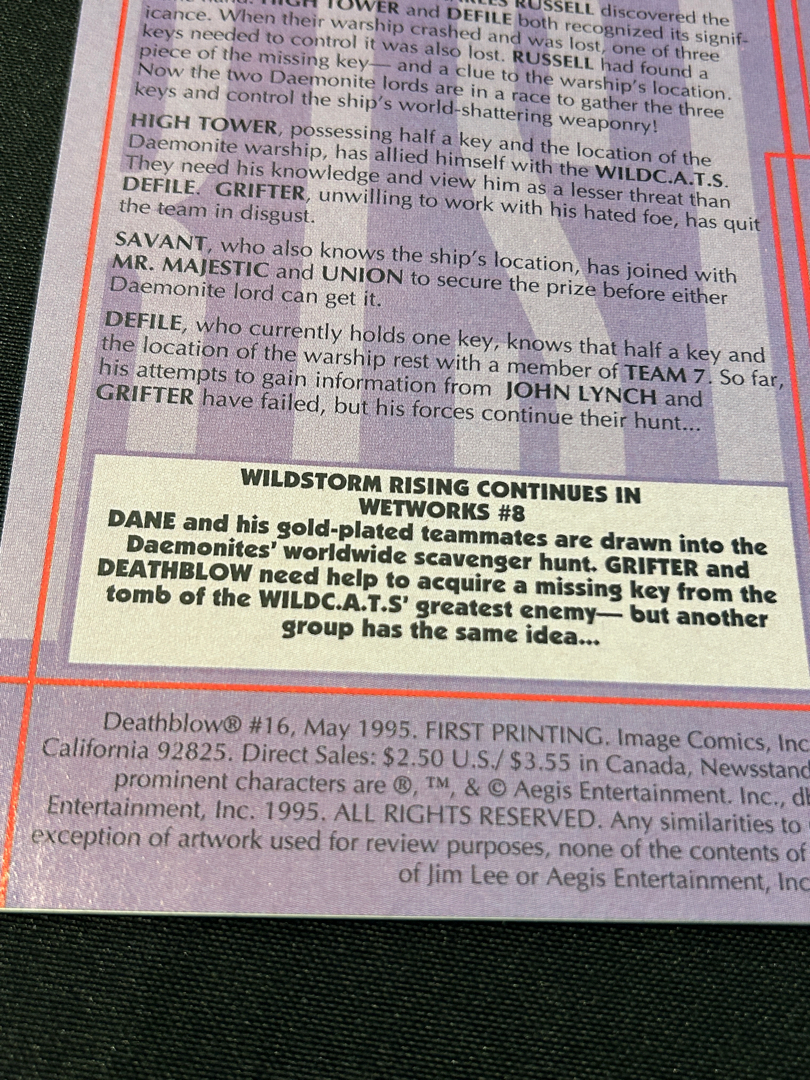 HIGH TOWER and DEFILE both recognized its signif-
icance. When their warship crashed and was lost, one of three
keys needed to control it was also lost. RUSSELL had found a
piece of the missing key— and a clue to the warship's location.
Now the two Daemonite lords are in a race to gather the three
keys and control the ship's world-shattering weaponry!
HIGH TOWER, possessing half a key and the location of the
Daemonite warship, has allied himself with the WILDC.A.T.S.
They need his knowledge and view him as a lesser threat than
DEFILE. GRIFTER, unwilling to work with his hated foe, has quit
the team in disgust.
SAVANT, who also knows the ship's location, has joined with
MR. MAJESTIC and UNION to secure the prize before either
Daemonite lord can get it.
DEFILE, who currently holds one key, knows that half a key and
the location of the warship rest with a member of TEAM 7. So far,
his attempts to gain information from JOHN LYNCH and
GRIFTER have failed, but his forces continue their hunt...
WILDSTORM RISING CONTINUES IN
WETWORKS #8
DANE and his gold-plated teammates are drawn into the
Daemonites' worldwide scavenger hunt. GRIFTER and
DEATHBLOW need help to acquire a missing key from the
tomb of the WILDC.A.T.S' greatest enemy— but another
group has the same idea...
Deathblow® #16, May 1995. FIRST PRINTING. Image Comics, Inc
California 92825. Direct Sales: $2.50 U.S./ $3.55 in Canada, Newsstand
prominent characters are ®, ™, & © Aegis Entertainment. Inc., db
Entertainment, Inc. 1995. ALL RIGHTS RESERVED. Any similarities to
exception of artwork used for review purposes, none of the contents of
of Jim Lee or Aegis Entertainment, Inc